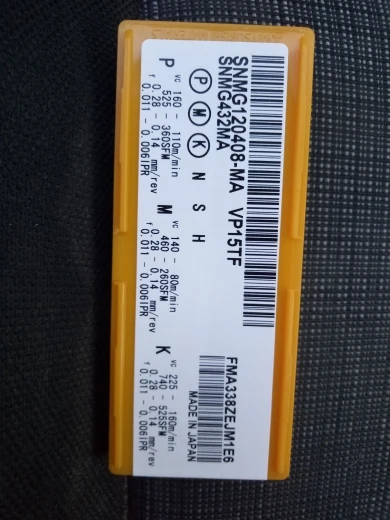 SNMG120408-MA VP15TF
SNMG432MA
P M K N S H
FMA338ZEJM1E6
MADE IN JAPAN
P
vc 160 - 110m/min
525 - 360SFM
f 0.28 - 0.14 mm/rev
0.011 - 0.006IPR
M
vc 140 - 80m/min
460 - 260SFM
f 0.28 - 0.14 mm/rev
0.011 - 0.006IPR
K
vc 225 - 160m/min
740 - 525SFM
f 0.28 - 0.14 mm/rev
0.011 - 0.006IPR